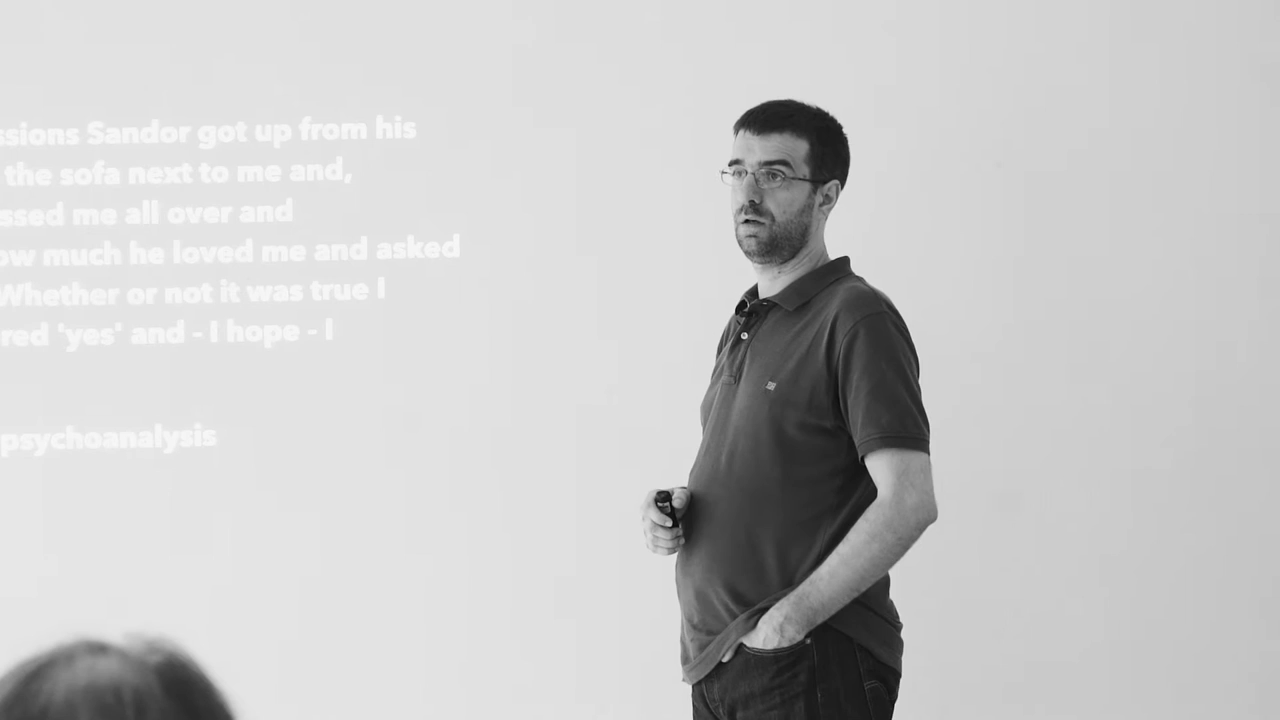 ssions Sandor got up from his
the sofa next to me and,
ssed me all over and
ow much he loved me and asked
Whether or not it was true I
red 'yes' and - I hope - I
psychoanalysis